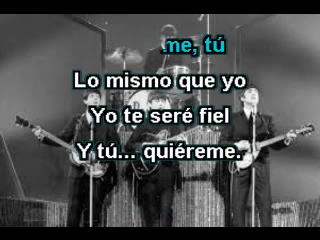 me, tú
Lo mismo que yo
Yo te seré fiel
Y tú... quiéreme.